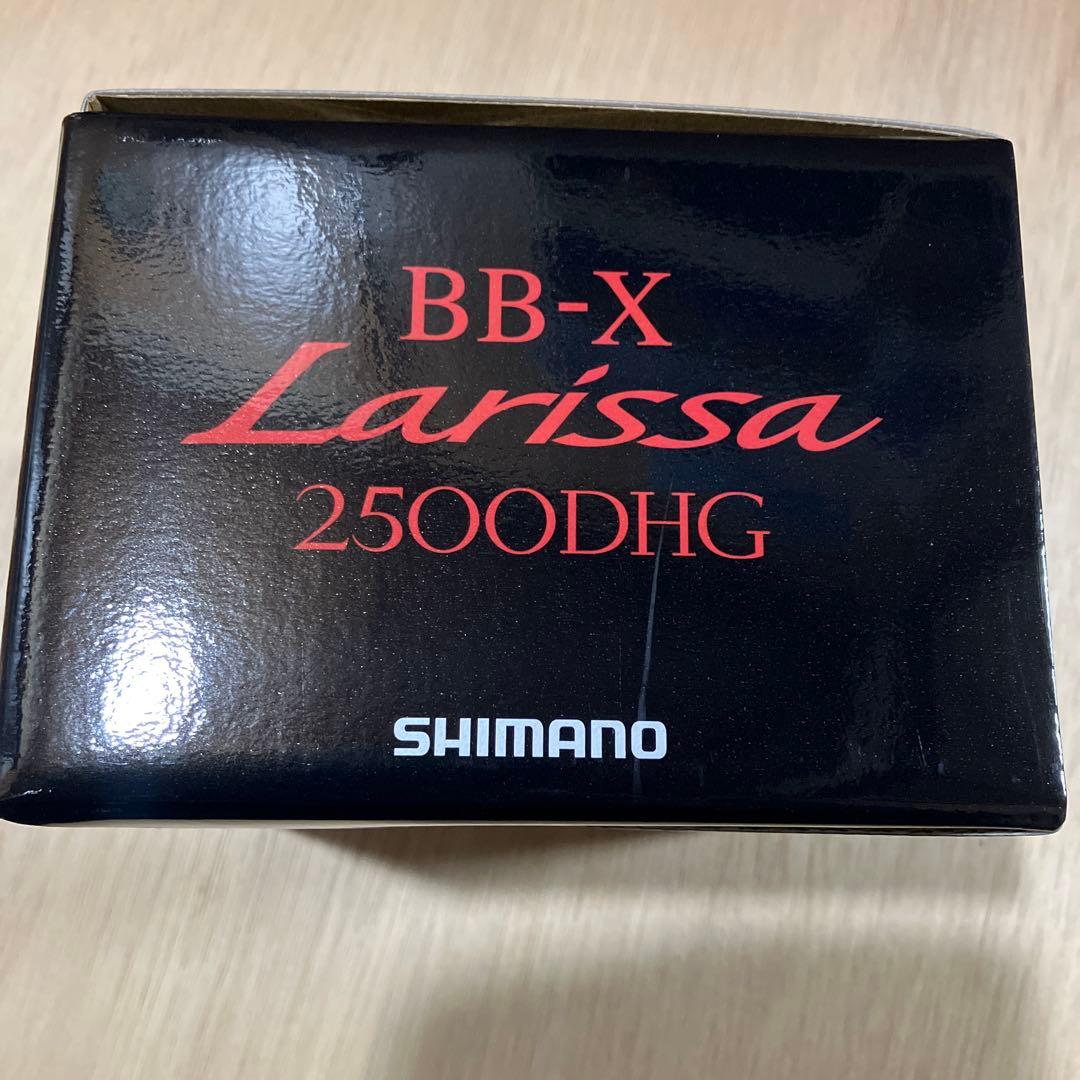 BB-X
Larissa
2500DHG
SHIMANO